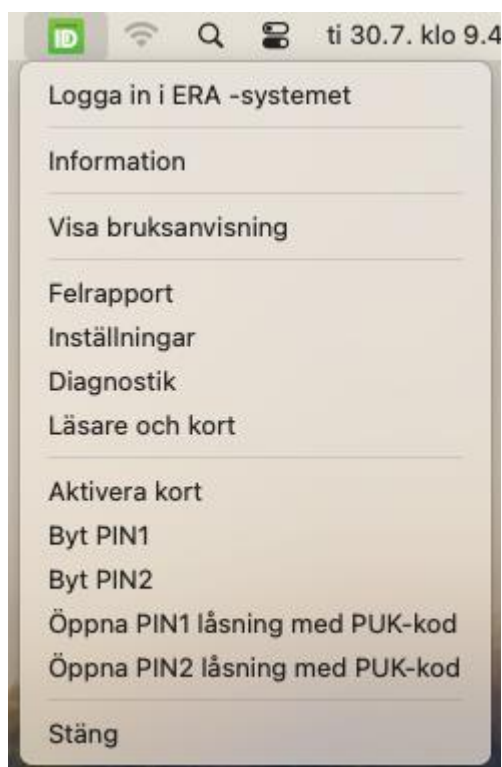 ID
ti 30.7. klo 9.4
Logga in i ERA -systemet
Information
Visa bruksanvisning
Felrapport
Inställningar
Diagnostik
Läsare och kort
Aktivera kort
Byt PIN1
Byt PIN2
Öppna PIN1 låsning med PUK-kod
Öppna PIN2 låsning med PUK-kod
Stäng